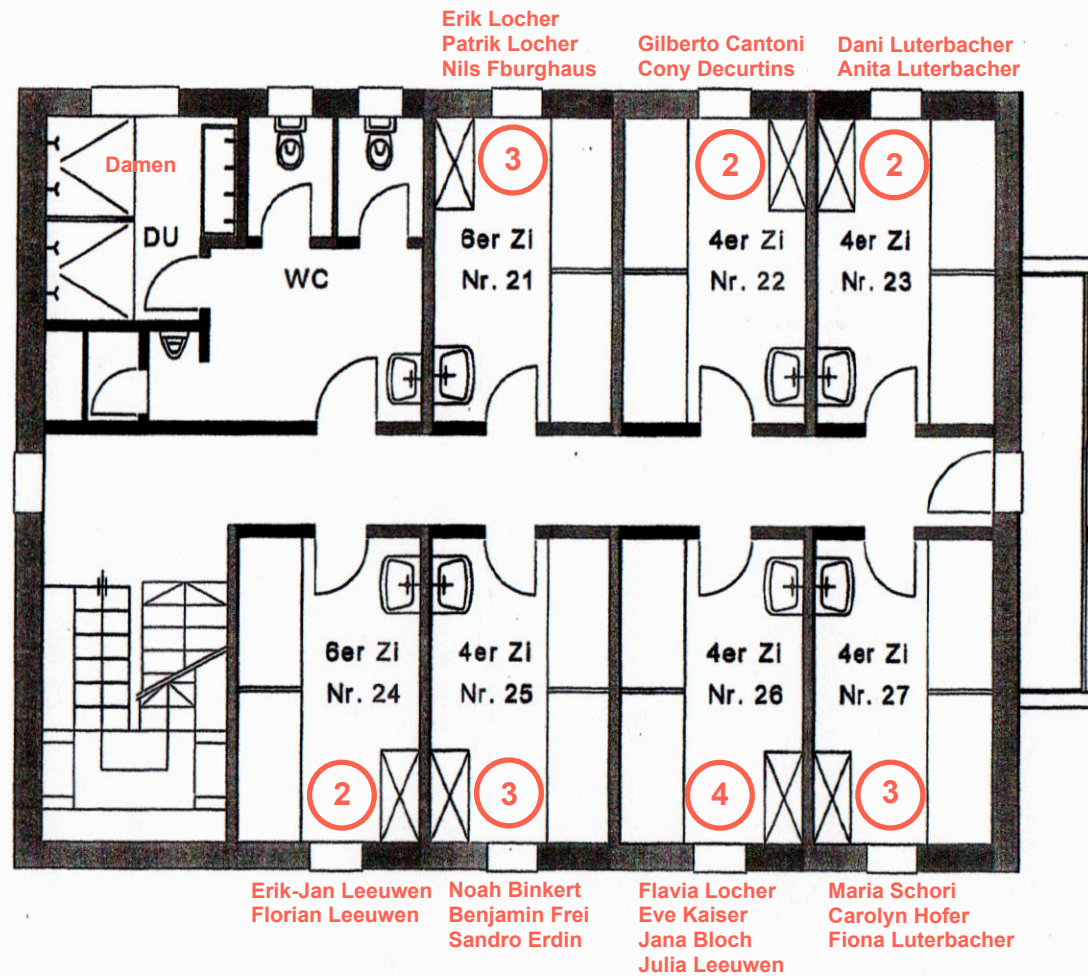 Erik Locher
Patrik Locher
Nils Fburghaus
Gilberto Cantoni
Cony Decurtins
Dani Luterbacher
Anita Luterbacher
Damen
DU
WC
3
6er Zi
Nr. 21
2
4er Zi
Nr. 22
2
4er Zi
Nr. 23
6er Zi
Nr. 24
2
4er Zi
Nr. 25
3
4er Zi
Nr. 26
4
4er Zi
Nr. 27
3
Erik-Jan Leeuwen
Florian Leeuwen
Noah Binkert
Benjamin Frei
Sandro Erdin
Flavia Locher
Eve Kaiser
Jana Bloch
Julia Leeuwen
Maria Schori
Carolyn Hofer
Fiona Luterbacher